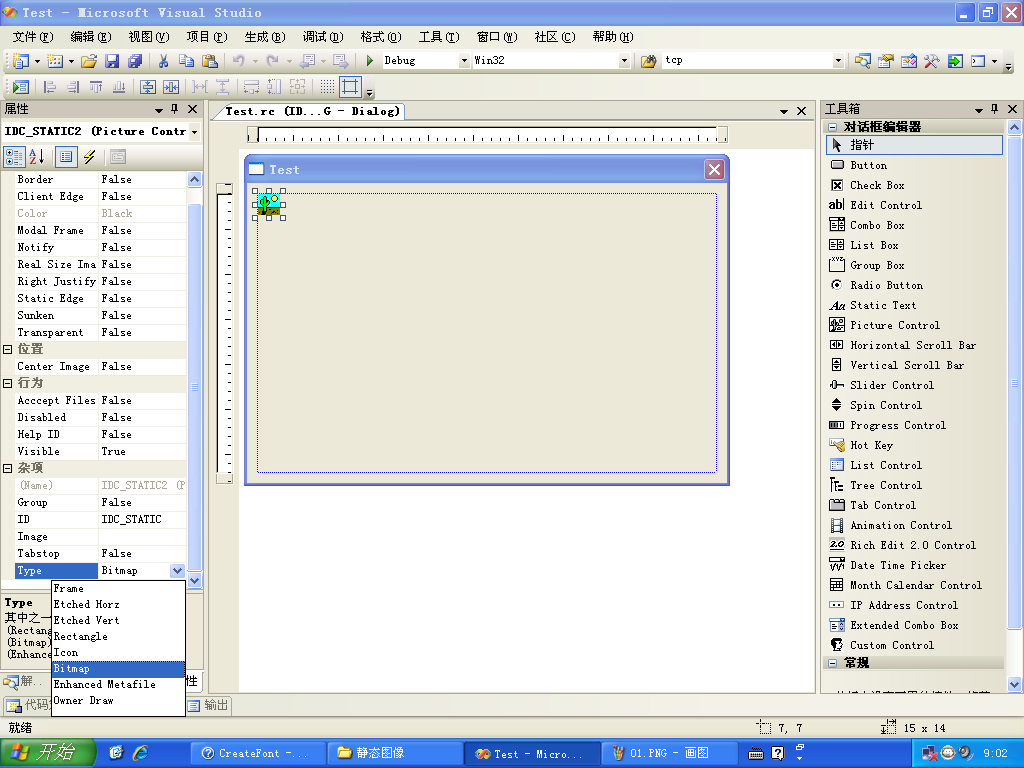 Test - Microsoft Visual Studio
文件(F) 编辑(E) 视图(V) 项目(P) 生成(B) 调试(D) 格式(O) 工具(T) 窗口(W) 社区(C) 帮助(H)
Debug Win32 tcp
属性
IDC_STATIC2 (Picture Contr
Border False
Client Edge False
Color Black
Modal Frame False
Notify False
Real Size Ima False
Right Justify False
Static Edge False
Sunken False
Transparent False
位置
Center Image False
行为
Acccept Files False
Disabled False
Help ID False
Visible True
杂项
(Name) IDC_STATIC2 (P
Group False
ID IDC_STATIC
Image
Tabstop False
Type Bitmap
Frame
Etched Horz
Etched Vert
Rectangle
Icon
Bitmap
Enhanced Metafile
Owner Draw
Type
其中之一
(Rectang
(Bitmap)
(Enhance
解.. 性
代码 输出
Test.rc (ID...G - Dialog)
Test
工具箱
对话框编辑器
指针
Button
Check Box
Edit Control
Combo Box
List Box
Group Box
Radio Button
Static Text
Picture Control
Horizontal Scroll Bar
Vertical Scroll Bar
Slider Control
Spin Control
Progress Control
Hot Key
List Control
Tree Control
Tab Control
Animation Control
Rich Edit 2.0 Control
Date Time Picker
Month Calendar Control
IP Address Control
Extended Combo Box
Custom Control
常规
就绪 7, 7 15 x 14
开始 CreateFont -... 静态图像 Test - Micro... 01.PNG - 画图 9:02